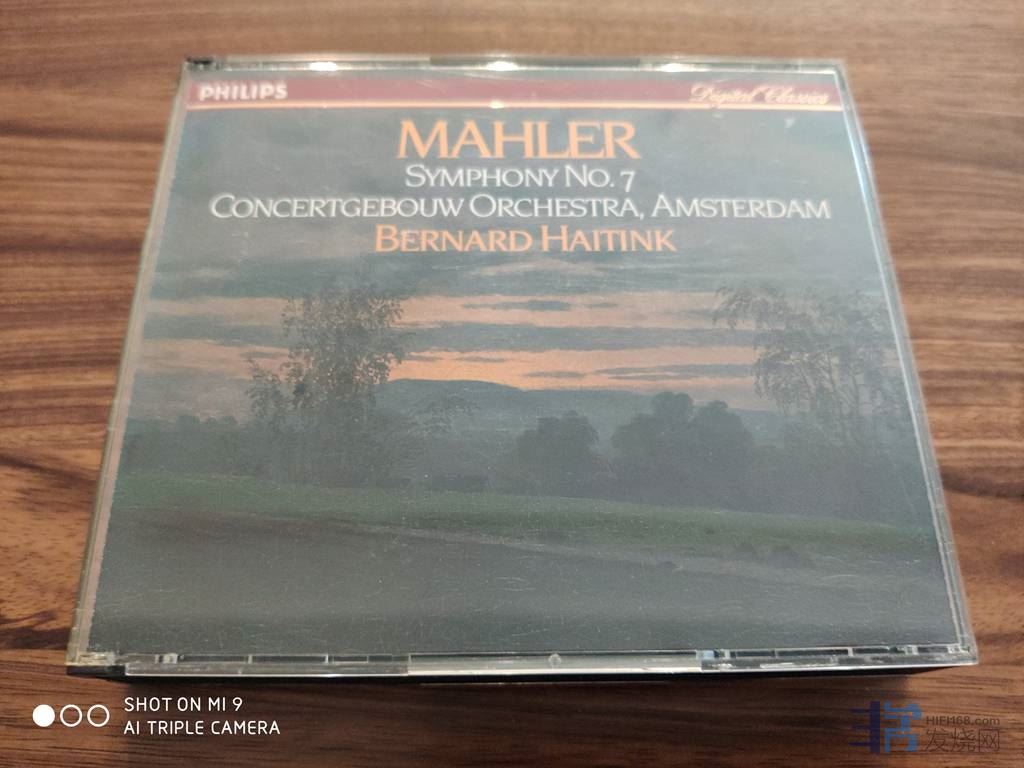 PHILIPS
Digital Classics
MAHLER
SYMPHONY NO. 7
CONCERTGEBOUW ORCHESTRA, AMSTERDAM
BERNARD HAITINK
SHOT ON MI 9
AI TRIPLE CAMERA
HIFI168.com
发烧网